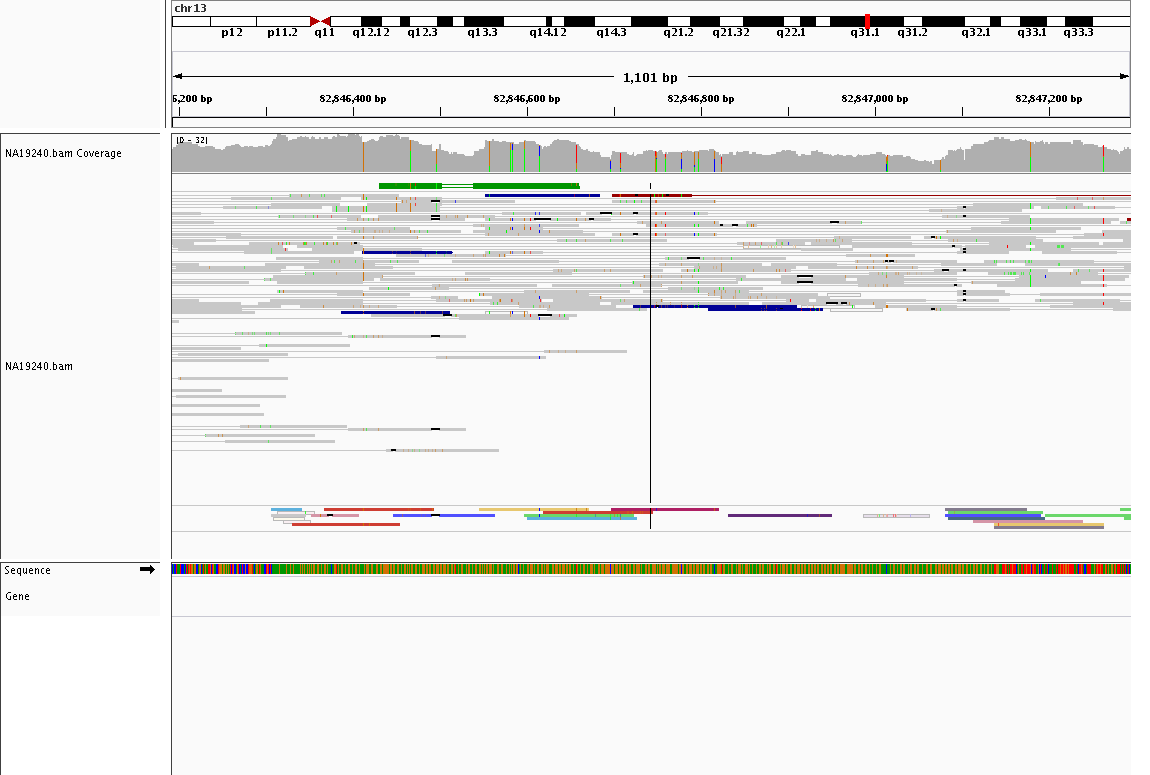 chr13
p12 p11.2 q11 q12.12 q12.3 q13.3 q14.12 q14.3 q21.2 q21.32 q22.1 q31.1 q31.2 q32.1 q33.1 q33.3
1,101 bp
5,200 bp 82,846,400 bp 82,846,600 bp 82,846,800 bp 82,847,000 bp 82,847,200 bp
[0 - 32]
NA19240.bam Coverage
NA19240.bam
Sequence
Gene